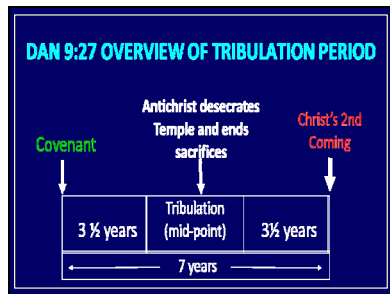 DAN 9:27 OVERVIEW OF TRIBULATION PERIOD
Antichrist desecrates
Temple and ends
sacrifices
Covenant
Christ's 2nd
Coming
3 ½ years
Tribulation
(mid-point)
3½ years
7 years